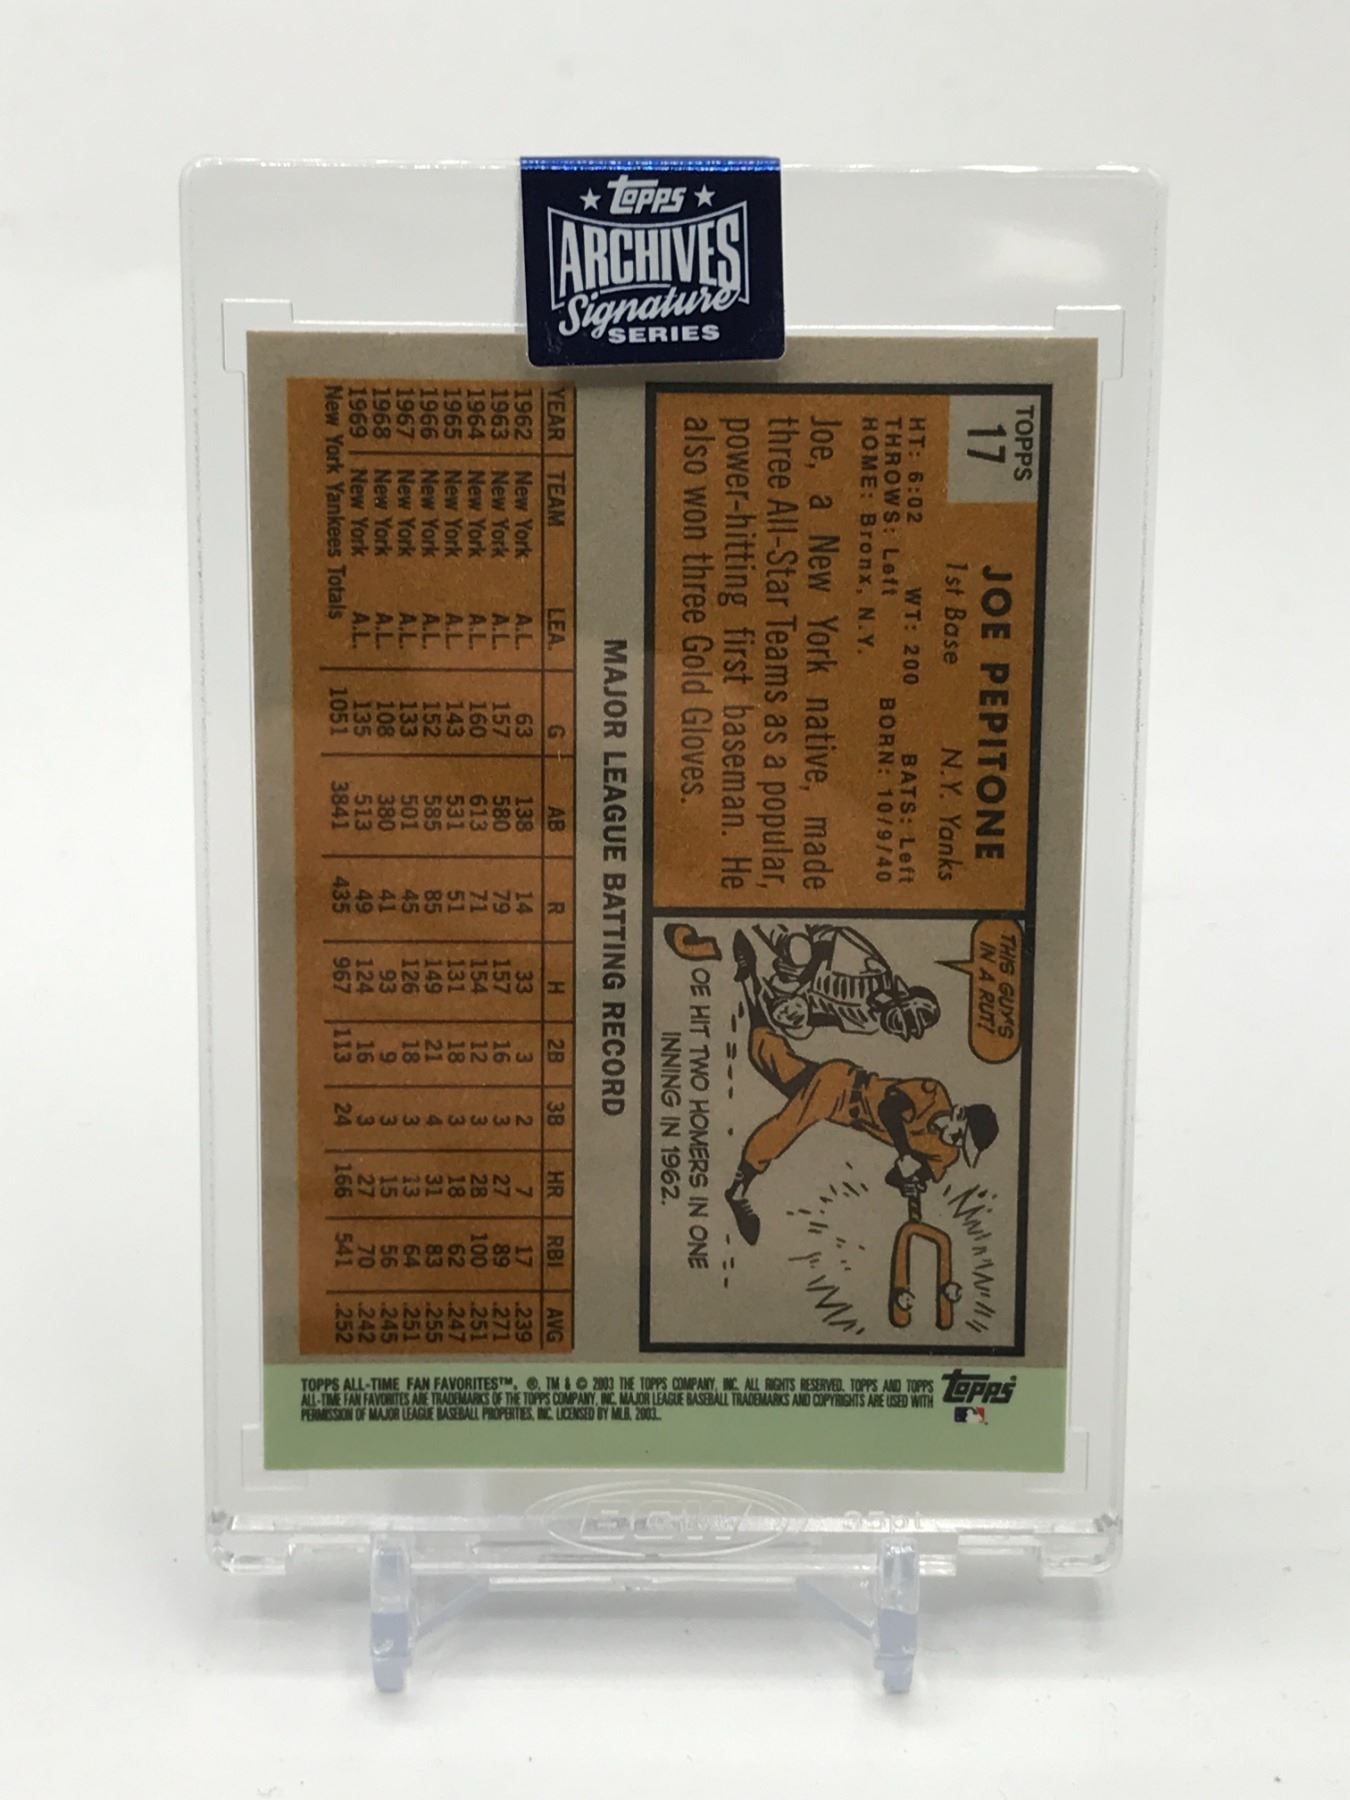 Topps
ARCHIVES
Signature
SERIES
TOPPS
17
JOE PEPITONE
1st Base N.Y. Yanks
HT: 6:02 WT: 200 BATS: Left
THROWS: Left BORN: 10/9/40
HOME: Bronx, N.Y.
Joe, a New York native, made
three All-Star Teams as a popular,
power-hitting first baseman. He
also won three Gold Gloves.
THIS GUY'S
IN A RUT!
JOE HIT TWO HOMERS IN ONE
INNING IN 1962.
MAJOR LEAGUE BATTING RECORD
YEAR TEAM LEA. G AB R H 2B 3B HR RBI AVG
1962 New York A.L. 63 138 14 33 3 2 7 17 .239
1963 New York A.L. 157 580 79 157 16 3 27 89 .271
1964 New York A.L. 160 613 71 154 12 3 28 100 .251
1965 New York A.L. 143 531 51 131 18 3 18 62 .247
1966 New York A.L. 152 585 85 149 21 4 31 83 .255
1967 New York A.L. 133 501 45 126 18 3 13 64 .251
1968 New York A.L. 108 380 41 93 9 3 15 56 .245
1969 New York A.L. 135 513 49 124 16 3 27 70 .242
New York Yankees Totals 1051 3841 435 967 113 24 166 541 .252
TOPPS ALL-TIME FAN FAVORITES™. ®, TM & © 2003 THE TOPPS COMPANY, INC. ALL RIGHTS RESERVED. TOPPS AND TOPPS
ALL-TIME FAN FAVORITES ARE TRADEMARKS OF THE TOPPS COMPANY, INC. MAJOR LEAGUE BASEBALL TRADEMARKS AND COPYRIGHTS ARE USED WITH
PERMISSION OF MAJOR LEAGUE BASEBALL PROPERTIES, INC. LICENSED BY MLB, 2003.
Topps
BCW 35pt